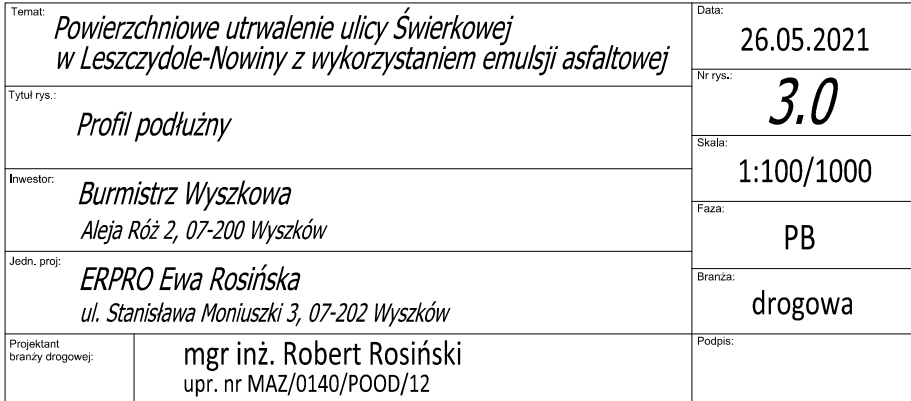 Temat:
Powierzchniowe utrwalenie ulicy Świerkowej
w Leszczydole-Nowiny z wykorzystaniem emulsji asfaltowej
Data:
26.05.2021
Nr rys.:
3.0
Tytuł rys.:
Profil podłużny
Skala:
1:100/1000
Inwestor:
Burmistrz Wyszkowa
Aleja Róż 2, 07-200 Wyszków
Faza:
PB
Jedn. proj:
ERPRO Ewa Rosińska
ul. Stanisława Moniuszki 3, 07-202 Wyszków
Branża:
drogowa
Projektant
branży drogowej:
mgr inż. Robert Rosiński
upr. nr MAZ/0140/POOD/12
Podpis: